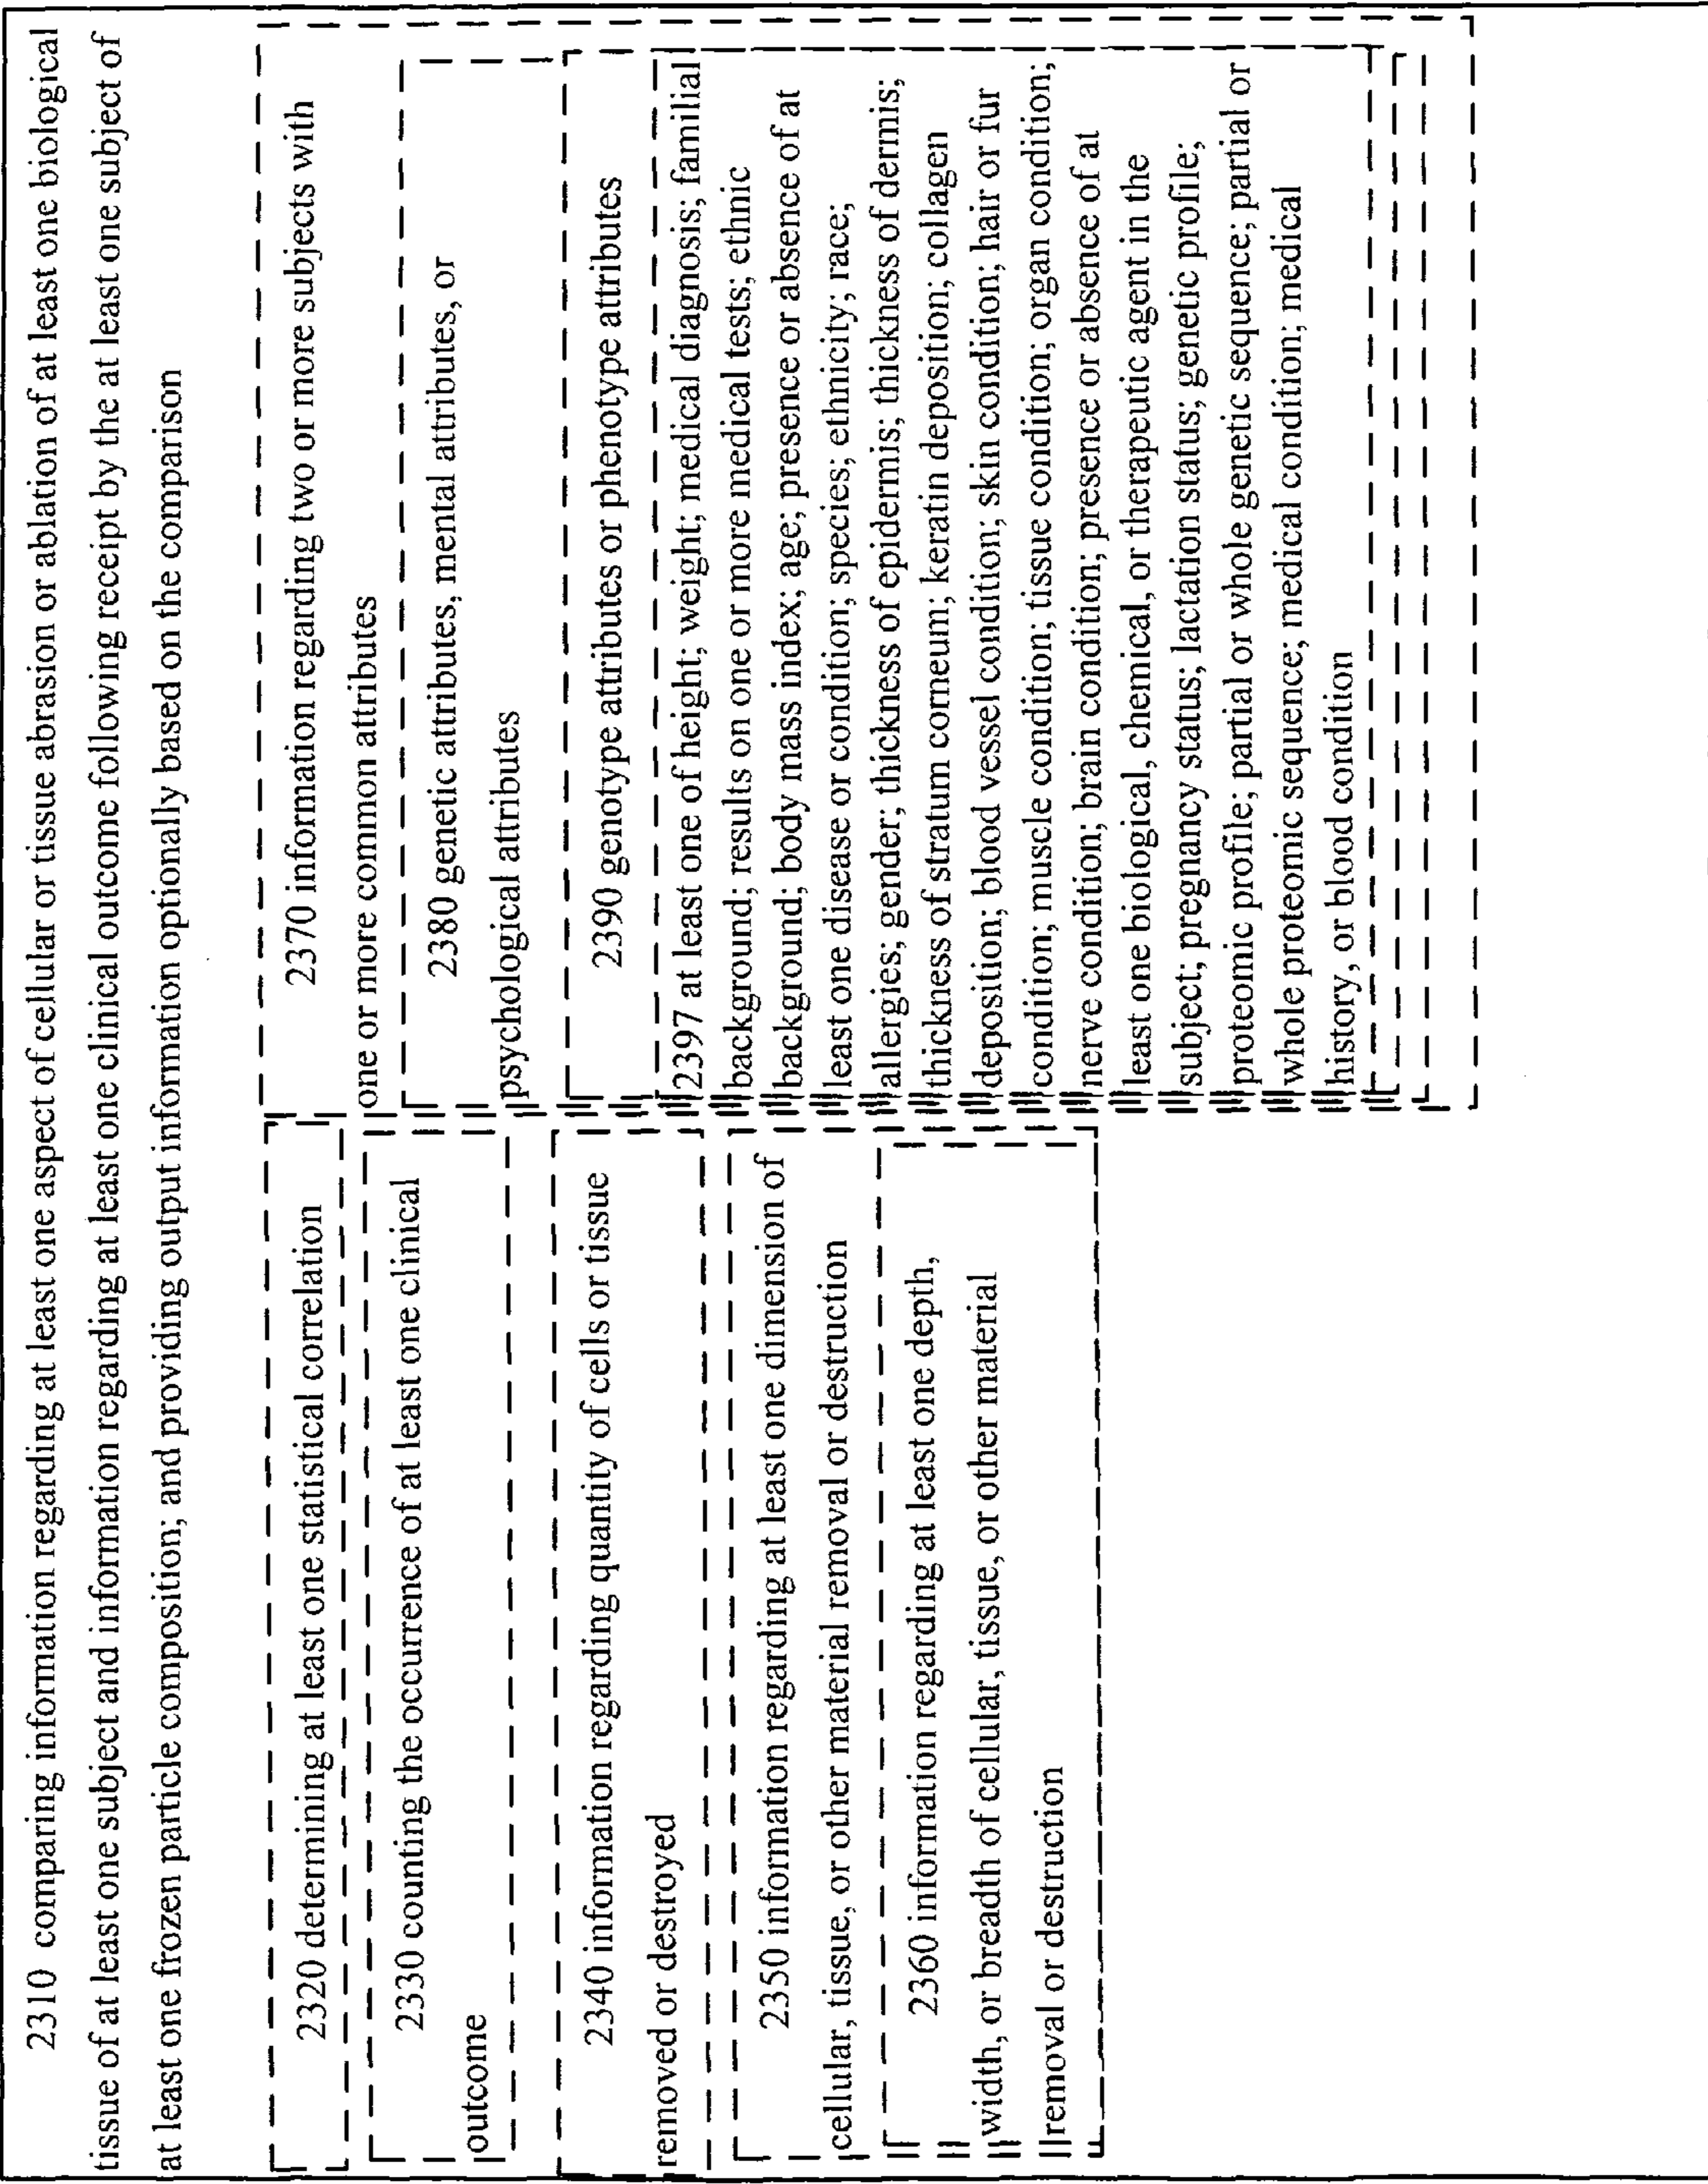 2310 comparing information regarding at least one aspect of cellular or tissue abrasion or ablation of at least one biological
tissue of at least one subject and information regarding at least one clinical outcome following receipt by the at least one subject of
at least one frozen particle composition; and providing output information optionally based on the comparison
2320 determining at least one statistical correlation
2330 counting the occurrence of at least one clinical
outcome
2340 information regarding quantity of cells or tissue
removed or destroyed
2350 information regarding at least one dimension of
cellular, tissue, or other material removal or destruction
2360 information regarding at least one depth,
width, or breadth of cellular, tissue, or other material
removal or destruction
2370 information regarding two or more subjects with
one or more common attributes
2380 genetic attributes, mental attributes, or
psychological attributes
2390 genotype attributes or phenotype attributes
2397 at least one of height; weight; medical diagnosis; familial
background; results on one or more medical tests; ethnic
background; body mass index; age; presence or absence of at
least one disease or condition; species; ethnicity; race;
allergies; gender; thickness of epidermis; thickness of dermis;
thickness of stratum corneum; keratin deposition; collagen
deposition; blood vessel condition; skin condition; hair or fur
condition; muscle condition; tissue condition; organ condition;
nerve condition; brain condition; presence or absence of at
least one biological, chemical, or therapeutic agent in the
subject; pregnancy status; lactation status; genetic profile;
proteomic profile; partial or whole genetic sequence; partial or
whole proteomic sequence; medical condition; medical
history, or blood condition